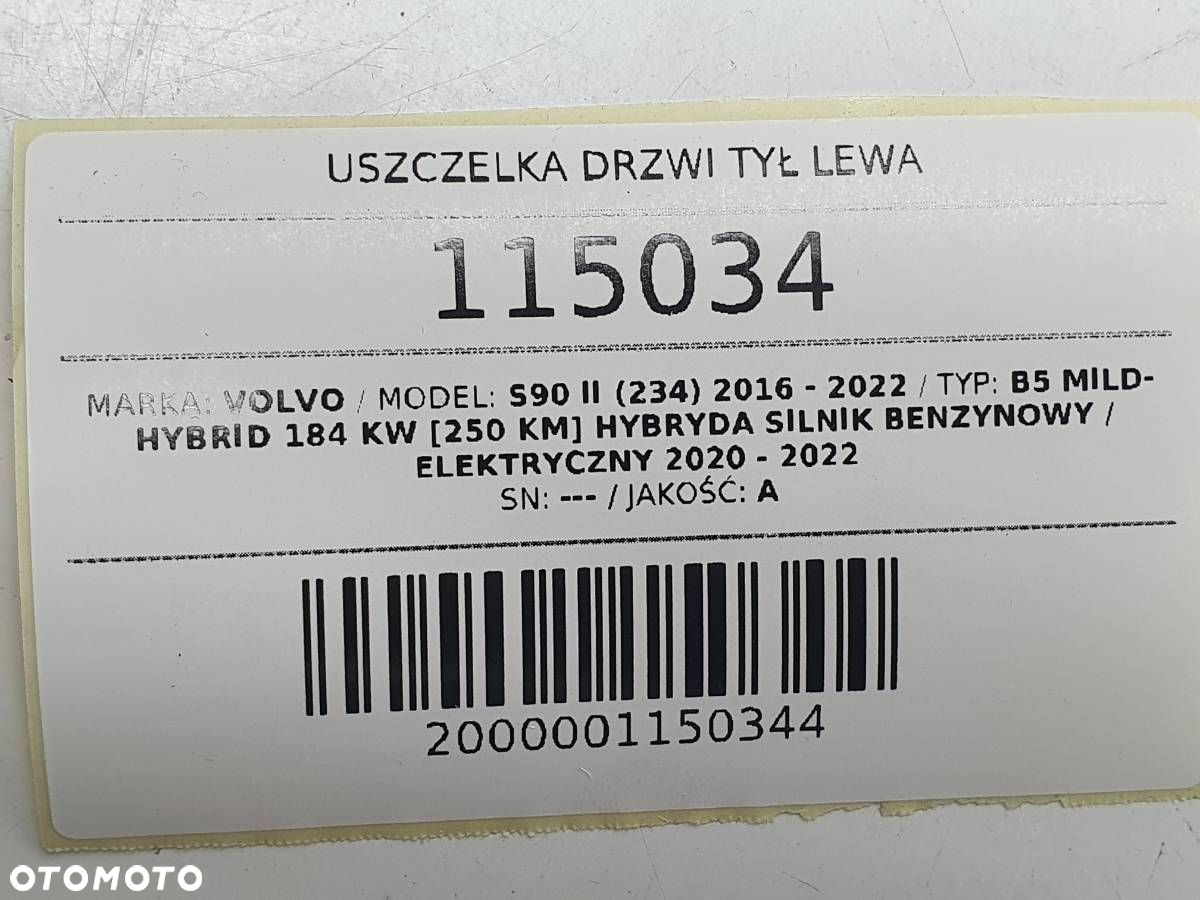 USZCZELKA DRZWI TYŁ LEWA
115034
MARKA: VOLVO / MODEL: S90 II (234) 2016 - 2022 / TYP: B5 MILD-
HYBRID 184 KW [250 KM] HYBRYDA SILNIK BENZYNOWY /
ELEKTRYCZNY 2020 - 2022
SN: --- / JAKOŚĆ: A
2000001150344
OTOMOTO